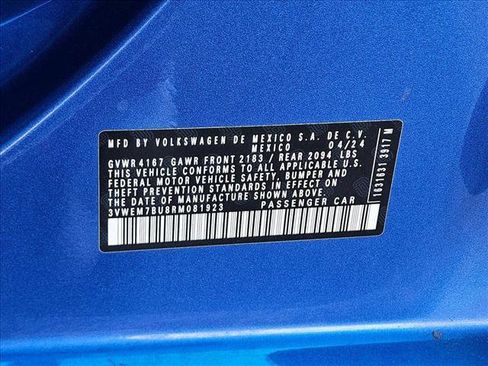 MFD BY VOLKSWAGEN DE MEXICO S.A. DE C.V.
MEXICO 04/24
GVWR 4167 GAWR FRONT 2183 / REAR 2094 LBS
THIS VEHICLE CONFORMS TO ALL APPLICABLE U.S.
FEDERAL MOTOR VEHICLE SAFETY, BUMPER AND
THEFT PREVENTION STANDARDS IN EFFECT ON
THE DATE OF MANUFACTURE SHOWN ABOVE.
3VWEM7BU8RM081923 PASSENGER CAR